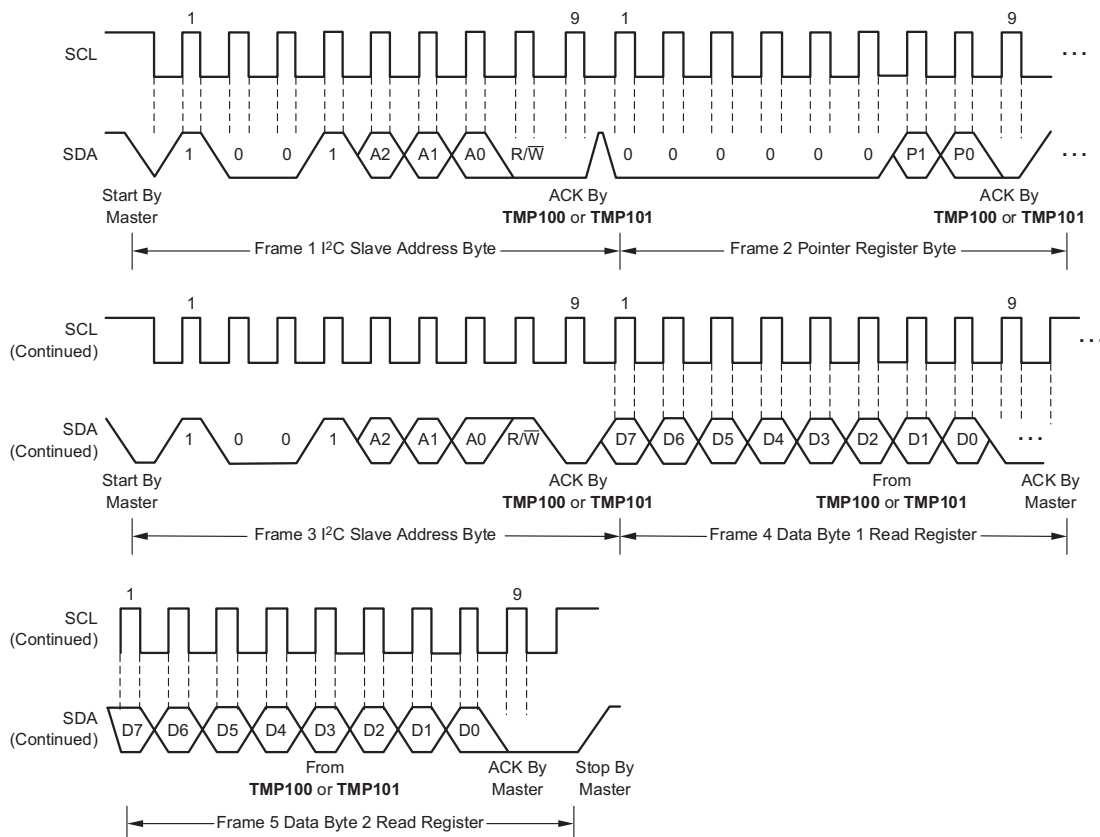 1 9 1 9
SCL
· · ·
SDA 1 0 0 1 A2 A1 A0 R/W̅ 0 0 0 0 0 0 P1 P0 · · ·
Start By
Master
ACK By
TMP100 or TMP101
ACK By
TMP100 or TMP101
Frame 1 I²C Slave Address Byte
Frame 2 Pointer Register Byte
1 9 1 9
SCL
(Continued)
· · ·
SDA
(Continued)
1 0 0 1 A2 A1 A0 R/W̅ D7 D6 D5 D4 D3 D2 D1 D0 · · ·
Start By
Master
ACK By
TMP100 or TMP101
From
TMP100 or TMP101
ACK By
Master
Frame 3 I²C Slave Address Byte
Frame 4 Data Byte 1 Read Register
1 9
SCL
(Continued)
SDA
(Continued)
D7 D6 D5 D4 D3 D2 D1 D0
From
TMP100 or TMP101
ACK By
Master
Stop By
Master
Frame 5 Data Byte 2 Read Register